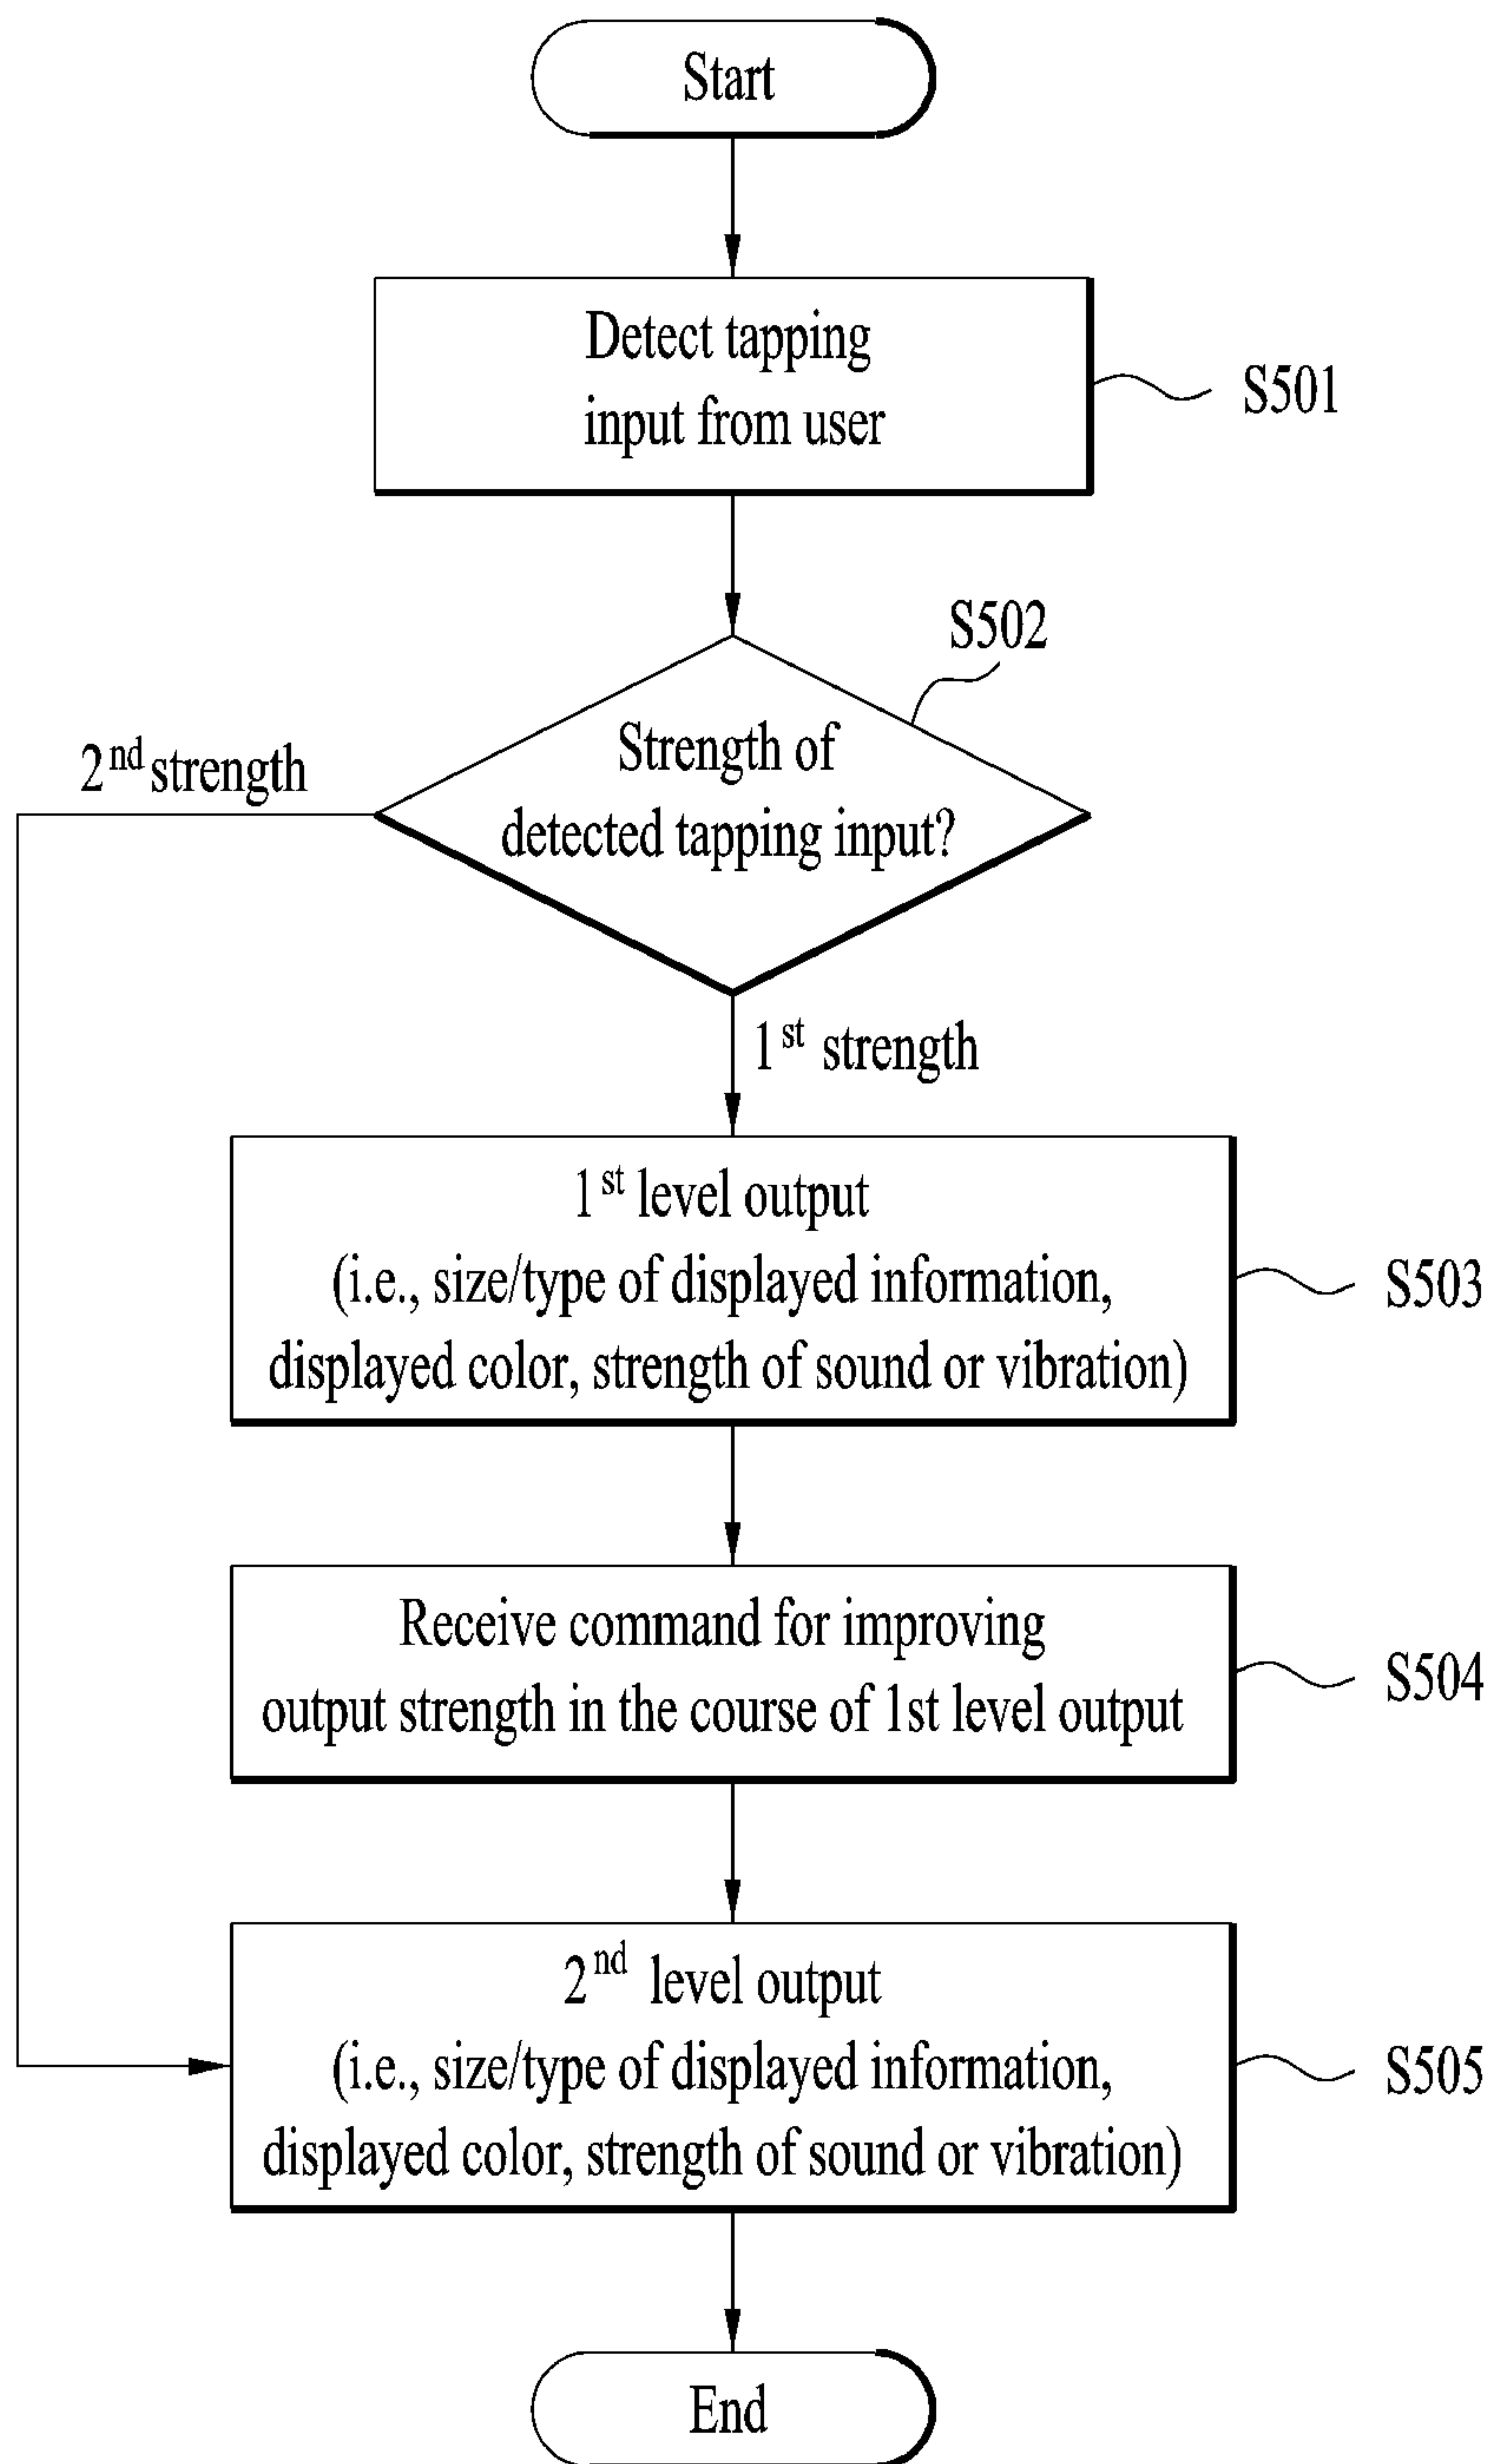 Start
Detect tapping
input from user
S501
S502
Strength of
detected tapping input?
2nd strength
1st strength
1st level output
(i.e., size/type of displayed information,
displayed color, strength of sound or vibration)
S503
Receive command for improving
output strength in the course of 1st level output
S504
2nd level output
(i.e., size/type of displayed information,
displayed color, strength of sound or vibration)
S505
End